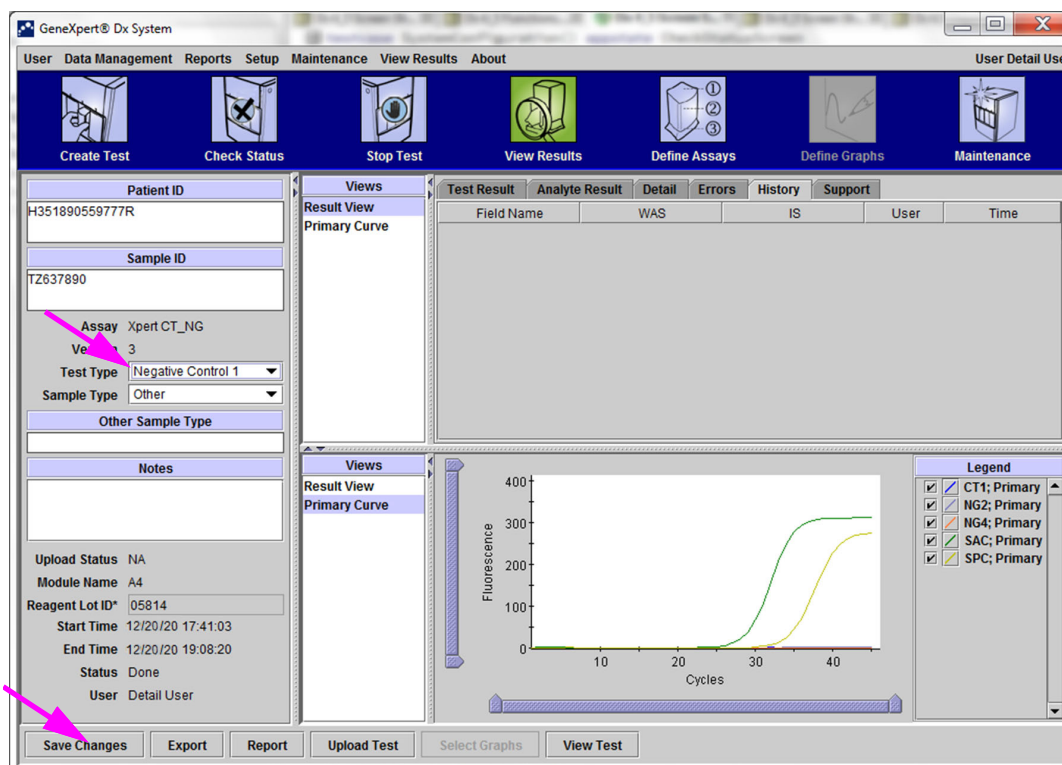 GeneXpert® Dx System
User Data Management Reports Setup Maintenance View Results About User Detail Use
Create Test Check Status Stop Test View Results Define Assays Define Graphs Maintenance
Patient ID
H351890559777R
Sample ID
TZ637890
Assay Xpert CT_NG
3
Test Type Negative Control 1
Sample Type Other
Other Sample Type
Notes
Upload Status NA
Module Name A4
Reagent Lot ID* 05814
Start Time 12/20/20 17:41:03
End Time 12/20/20 19:08:20
Status Done
User Detail User
Views
Result View
Primary Curve
Test Result Analyte Result Detail Errors History Support
Field Name WAS IS User Time
Views
Result View
Primary Curve
400
300
200
100
0
Fluorescence
10 20 30 40
Cycles
Legend
CT1; Primary
NG2; Primary
NG4; Primary
SAC; Primary
SPC; Primary
Save Changes Export Report Upload Test Select Graphs View Test